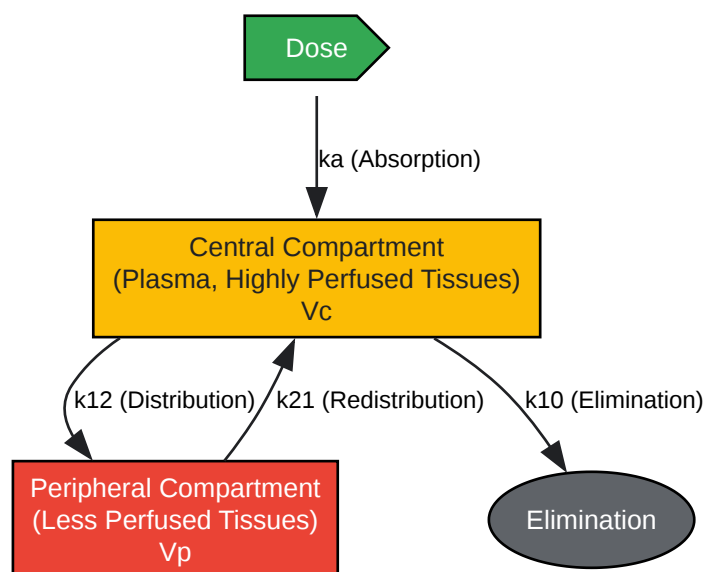 Dose
ka (Absorption)
Central Compartment
(Plasma, Highly Perfused Tissues)
Vc
k12 (Distribution)
k21 (Redistribution)
k10 (Elimination)
Peripheral Compartment
(Less Perfused Tissues)
Vp
Elimination